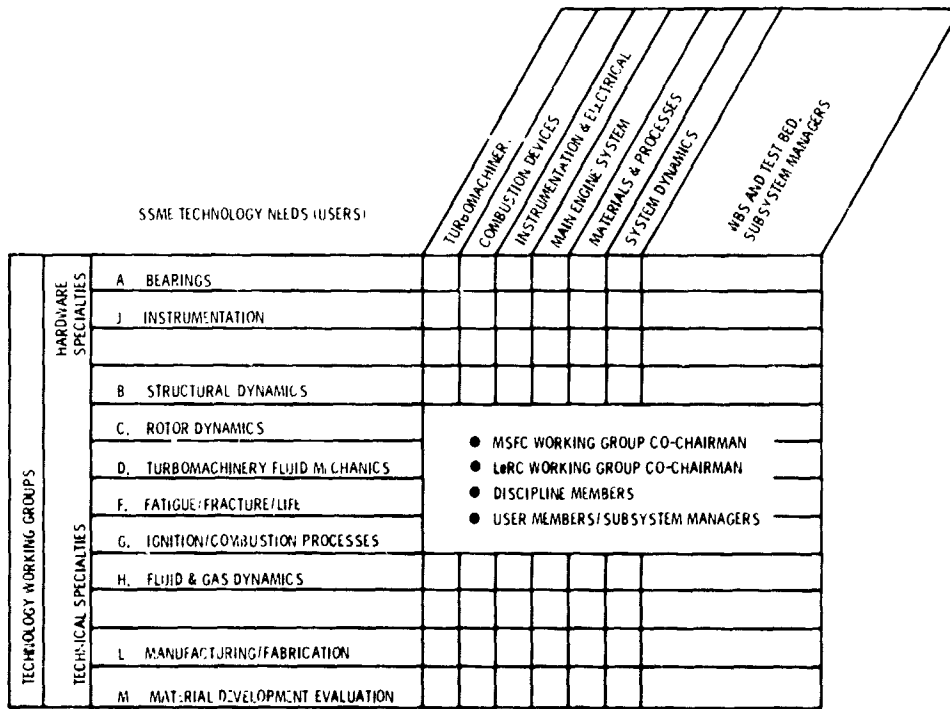 SSME TECHNOLOGY NEEDS (USERS)
TURBOMACHINER.
COMBUSTION DEVICES
INSTRUMENTATION & ELECTRICAL
MAIN ENGINE SYSTEM
MATERIALS & PROCESSES
SYSTEM DYNAMICS
WBS AND TEST BED,
SUBSYSTEM MANAGERS
TECHNOLOGY WORKING GROUPS
HARDWARE
SPECIALTIES
A BEARINGS
J INSTRUMENTATION
TECHNICAL SPECIALTIES
B STRUCTURAL DYNAMICS
C. ROTOR DYNAMICS
D. TURBOMACHINERY FLUID MECHANICS
F. FATIGUE/FRACTURE/LIFE
G. IGNITION/COMBUSTION PROCESSES
H. FLUID & GAS DYNAMICS
L MANUFACTURING/FABRICATION
M MATERIAL DEVELOPMENT EVALUATION
● MSFC WORKING GROUP CO-CHAIRMAN
● LeRC WORKING GROUP CO-CHAIRMAN
● DISCIPLINE MEMBERS
● USER MEMBERS/SUBSYSTEM MANAGERS